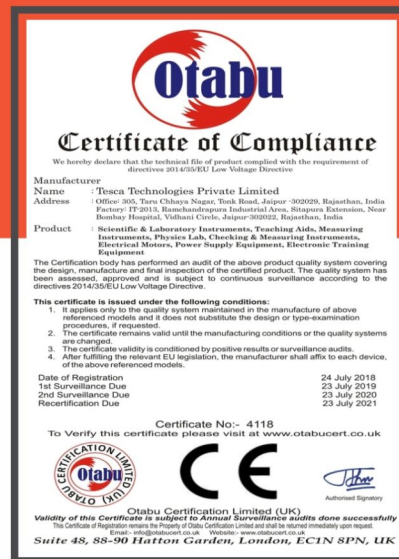 Otabu
Certificate of Compliance
We hereby declare that the technical file of product complied with the requirement of
directives 2014/35/EU Low Voltage Directive
Manufacturer
Name : Tesca Technologies Private Limited
Address : Office: 305, Taru Chhaya Nagar, Tonk Road, Jaipur -302029, Rajasthan, India
Factory: IT-2013, Ramchandrapura Industrial Area, Sitapura Extension, Near
Bombay Hospital, Vidhani Circle, Jaipur-302022, Rajasthan, India
Product : Scientific & Laboratory Instruments, Teaching Aids, Measuring
Instruments, Physics Lab, Checking & Measuring Instruments,
Electrical Motors, Power Supply Equipment, Electronic Training
Equipment
The Certification body has performed an audit of the above product quality system covering
the design, manufacture and final inspection of the certified product. The quality system has
been assessed, approved and is subject to continuous surveillance according to the
directives 2014/35/EU Low Voltage Directive.
This certificate is issued under the following conditions:
1. It applies only to the quality system maintained in the manufacture of above
referenced models and it does not substitute the design or type-examination
procedures, if requested.
2. The certificate remains valid until the manufacturing conditions or the quality systems
are changed.
3. The certificate validity is conditioned by positive results or surveillance audits.
4. After fulfilling the relevant EU legislation, the manufacturer shall affix to each device,
of the above referenced models.
Date of Registration 24 July 2018
1st Surveillance Due 23 July 2019
2nd Surveillance Due 23 July 2020
Recertification Due 23 July 2021
Certificate No:- 4118
To Verify this certificate please visit at www.otabucert.co.uk
OTABU CERTIFICATION LIMITED (UK)
Otabu
CE
Authorised Signatory
Otabu Certification Limited (UK)
Validity of this Certificate is subject to Annual Surveillance audits done successfully
This Certificate of Registration remains the Property of Otabu Certification Limited and shall be returned immediately upon request.
Email:- info@otabucert.co.uk Website:- www.otabucert.co.uk
Suite 48, 88-90 Hatton Garden, London, EC1N 8PN, UK